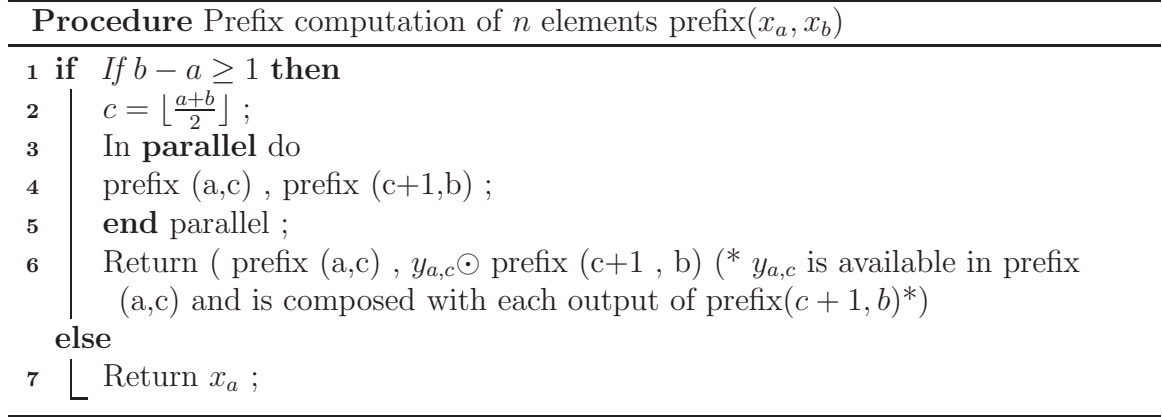 Procedure Prefix computation of n elements prefix(x_a, x_b)
1 if If b − a ≥ 1 then
2 c = ⌊(a+b)/2⌋ ;
3 In parallel do
4 prefix (a,c) , prefix (c+1,b) ;
5 end parallel ;
6 Return ( prefix (a,c) , y_{a,c}⊙ prefix (c+1 , b) (* y_{a,c} is available in prefix
(a,c) and is composed with each output of prefix(c + 1, b)*)
else
7 Return x_a ;